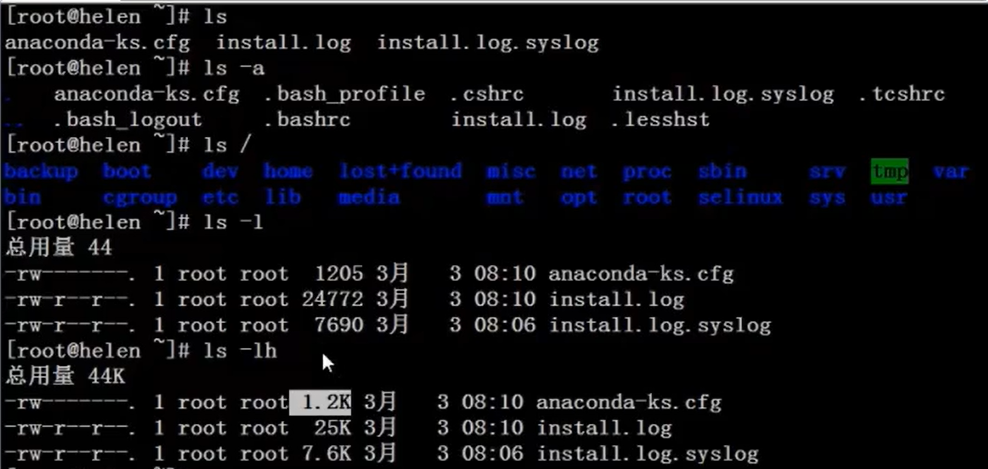 [root@helen ~]# ls
anaconda-ks.cfg  install.log  install.log.syslog
[root@helen ~]# ls -a
.   anaconda-ks.cfg  .bash_profile  .cshrc       install.log.syslog  .tcshrc
..  .bash_logout     .bashrc        install.log  .lesshst
[root@helen ~]# ls /
backup  boot    dev  home  lost+found  misc  net  proc  sbin     srv  tmp  var
bin     cgroup  etc  lib   media       mnt   opt  root  selinux  sys  usr
[root@helen ~]# ls -l
总用量 44
-rw-------. 1 root root  1205 3月   3 08:10 anaconda-ks.cfg
-rw-r--r--. 1 root root 24772 3月   3 08:10 install.log
-rw-r--r--. 1 root root  7690 3月   3 08:06 install.log.syslog
[root@helen ~]# ls -lh
总用量 44K
-rw-------. 1 root root 1.2K 3月   3 08:10 anaconda-ks.cfg
-rw-r--r--. 1 root root  25K 3月   3 08:10 install.log
-rw-r--r--. 1 root root 7.6K 3月   3 08:06 install.log.syslog